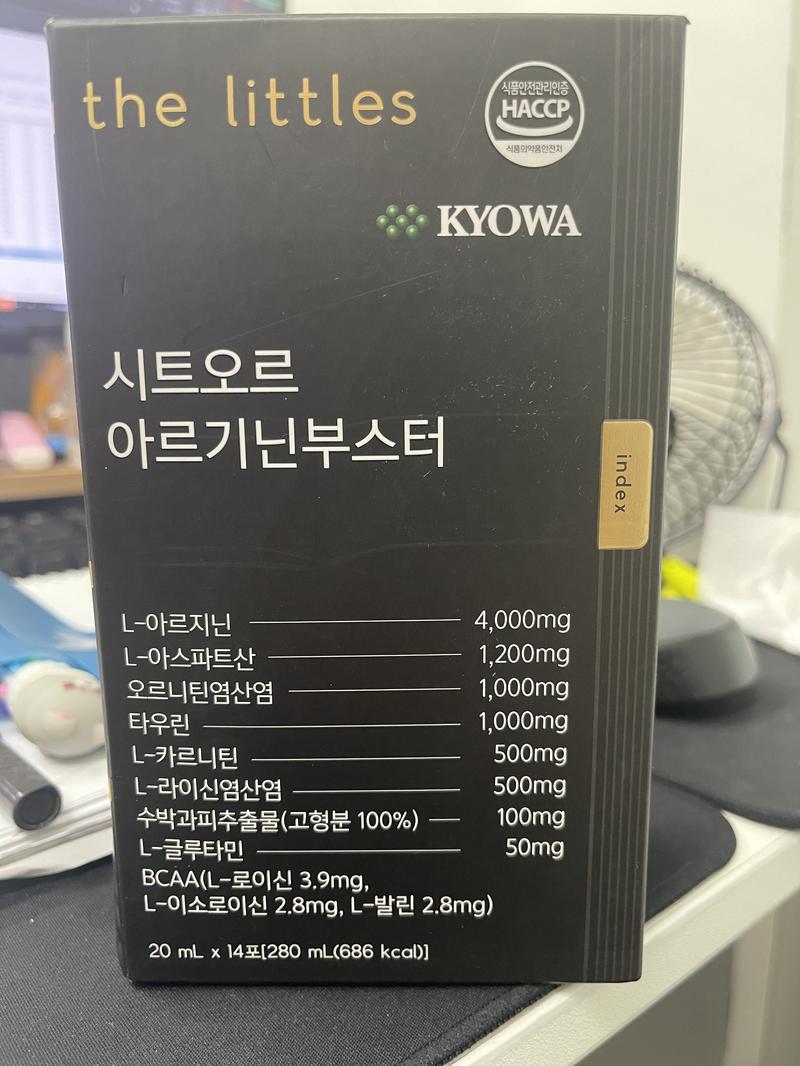 the littles
식품안전관리인증
HACCP
식품의약품안전처
KYOWA
시트오르
아르기닌부스터
index
L-아르지닌 4,000mg
L-아스파트산 1,200mg
오르니틴염산염 1,000mg
타우린 1,000mg
L-카르니틴 500mg
L-라이신염산염 500mg
수박과피추출물(고형분 100%) 100mg
L-글루타민 50mg
BCAA(L-로이신 3.9mg,
L-이소로이신 2.8mg, L-발린 2.8mg)
20 mL x 14포[280 mL(686 kcal)]